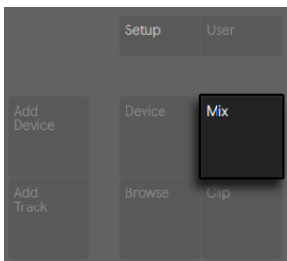 Setup User
Add
Device
Device Mix
Add
Track
Browse Clip